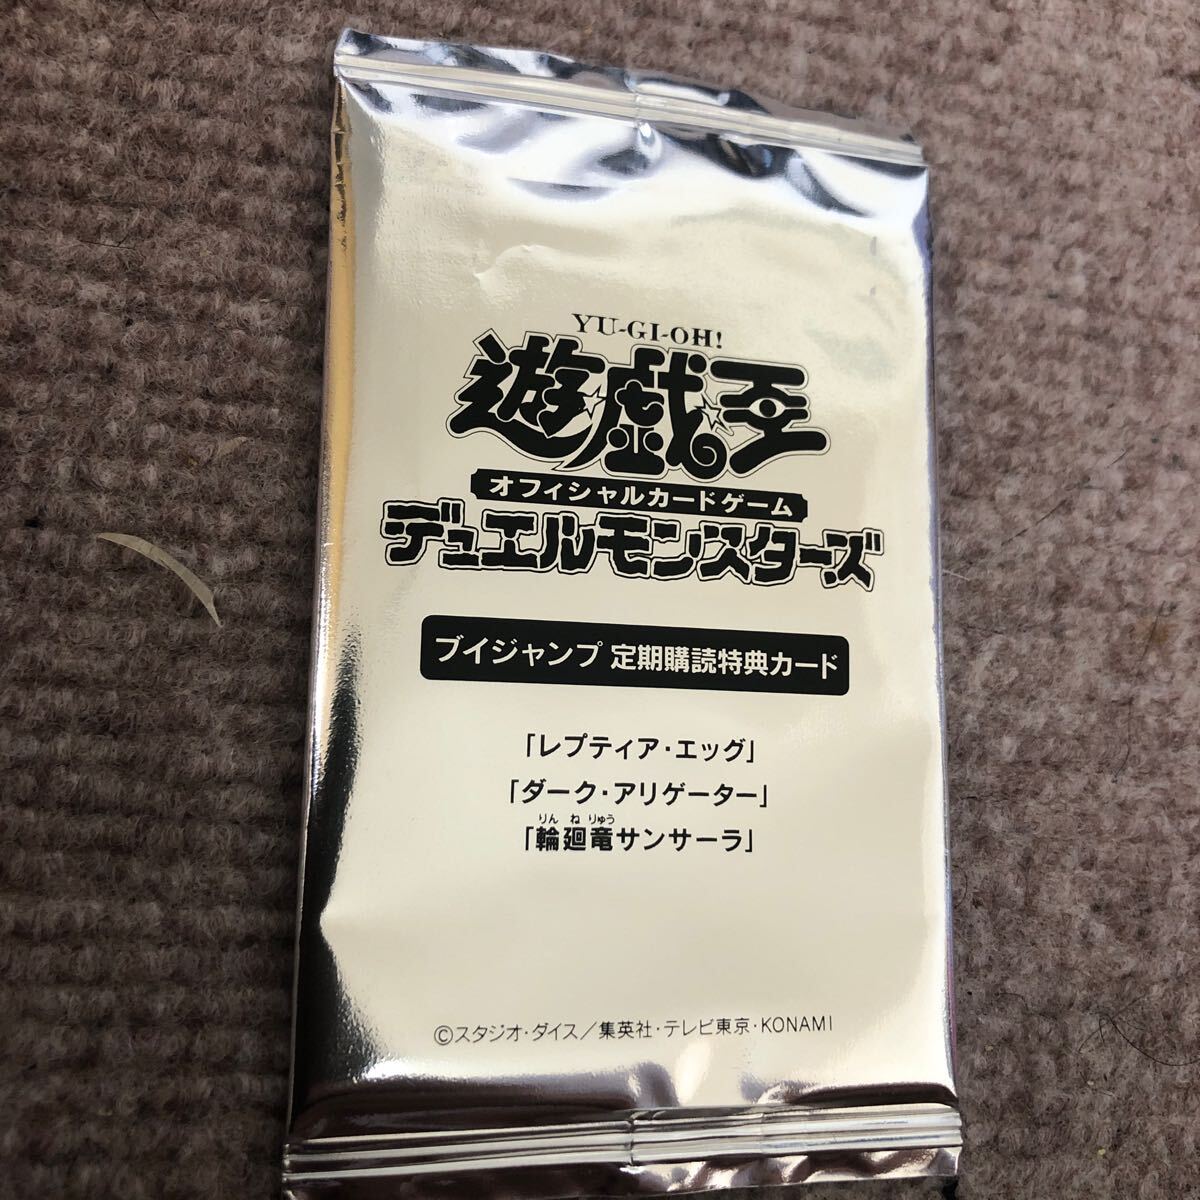 YU-GI-OH!
遊☆戯☆王
オフィシャルカードゲーム
デュエルモンスターズ
ブイジャンプ 定期購読特典カード
「レプティア・エッグ」
「ダーク・アリゲーター」
りん ね りゅう
「輪廻竜サンサーラ」
©スタジオ・ダイス／集英社・テレビ東京・KONAMI